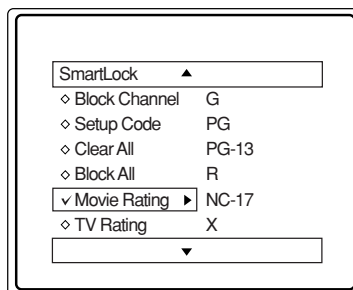 SmartLock ▲
◇ Block Channel G
◇ Setup Code PG
◇ Clear All PG-13
◇ Block All R
✓ Movie Rating ▶ NC-17
◇ TV Rating X
▼